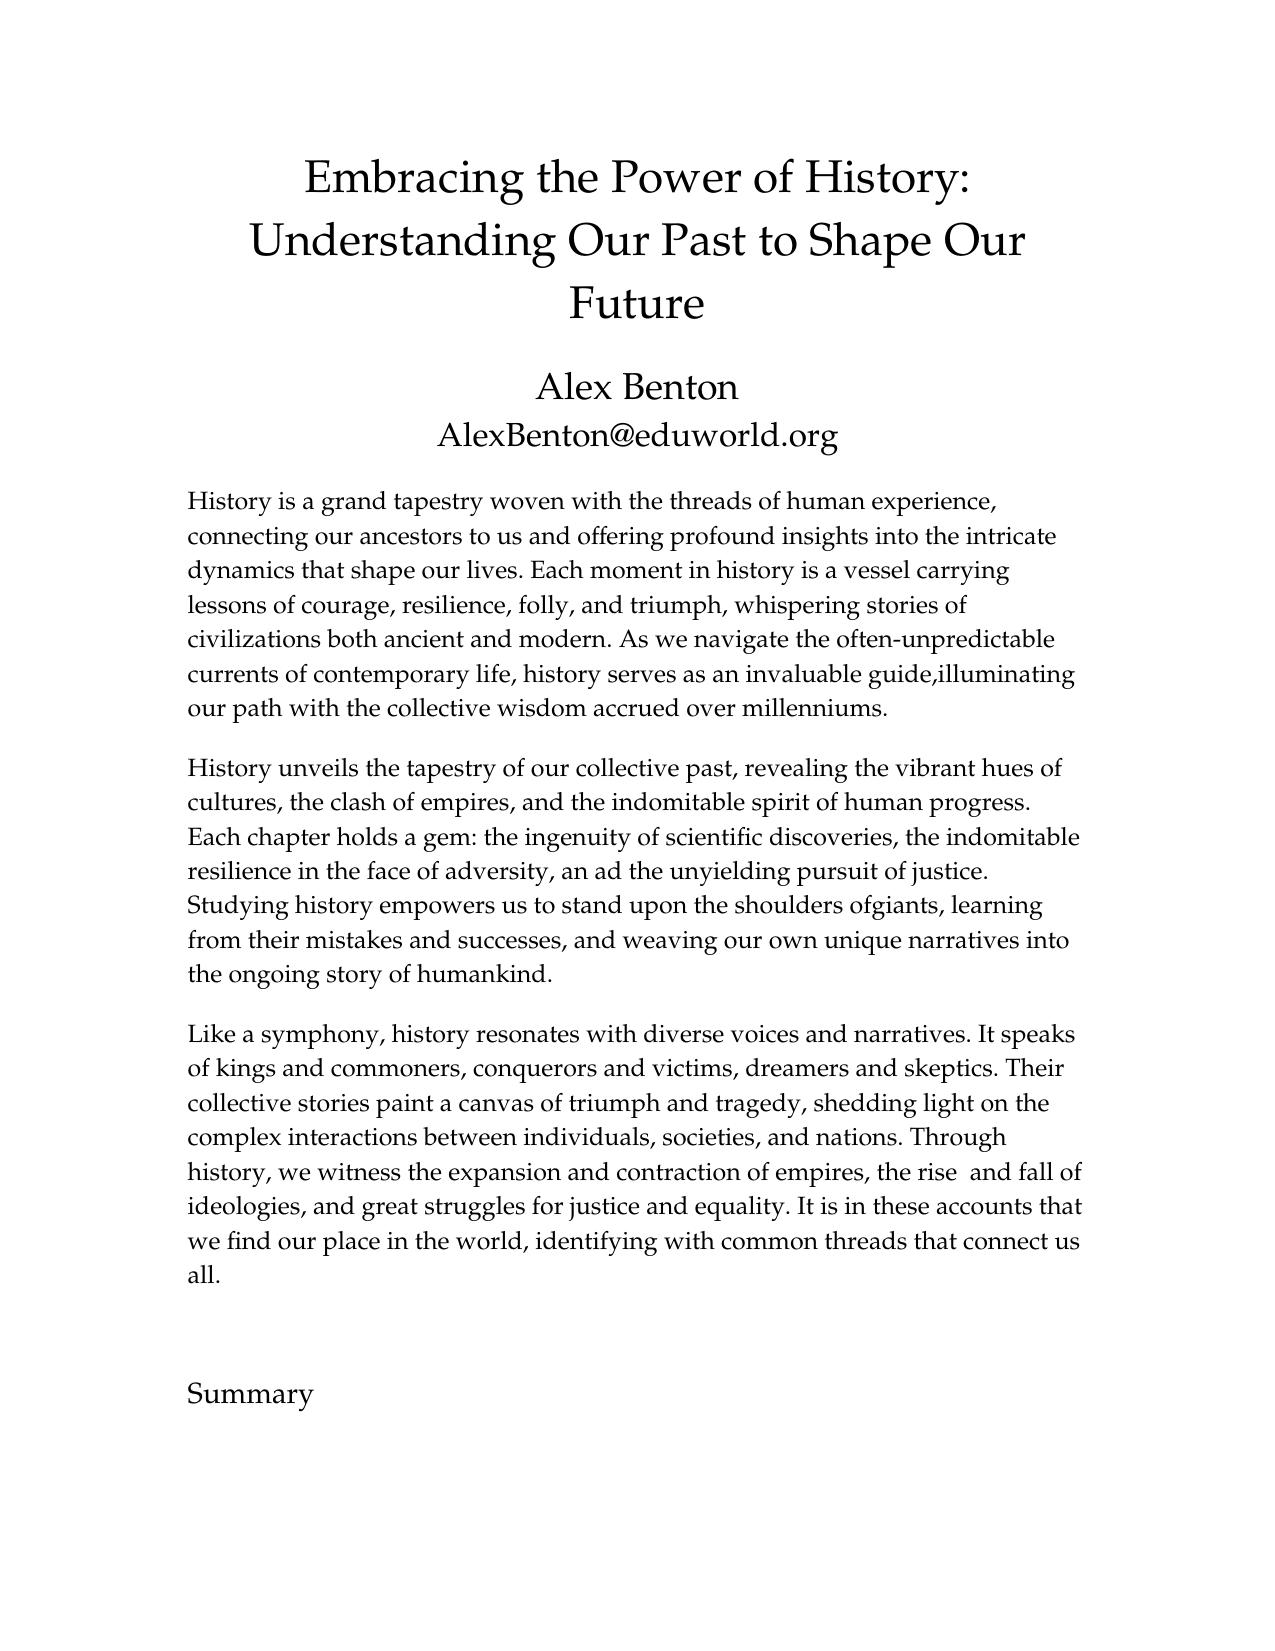 Embracing the Power of History:
Understanding Our Past to Shape Our
Future
Alex Benton
AlexBenton@eduworld.org
History is a grand tapestry woven with the threads of human experience,
connecting our ancestors to us and offering profound insights into the intricate
dynamics that shape our lives. Each moment in history is a vessel carrying
lessons of courage, resilience, folly, and triumph, whispering stories of
civilizations both ancient and modern. As we navigate the often-unpredictable
currents of contemporary life, history serves as an invaluable guide,illuminating
our path with the collective wisdom accrued over millenniums.
History unveils the tapestry of our collective past, revealing the vibrant hues of
cultures, the clash of empires, and the indomitable spirit of human progress.
Each chapter holds a gem: the ingenuity of scientific discoveries, the indomitable
resilience in the face of adversity, an ad the unyielding pursuit of justice.
Studying history empowers us to stand upon the shoulders ofgiants, learning
from their mistakes and successes, and weaving our own unique narratives into
the ongoing story of humankind.
Like a symphony, history resonates with diverse voices and narratives. It speaks
of kings and commoners, conquerors and victims, dreamers and skeptics. Their
collective stories paint a canvas of triumph and tragedy, shedding light on the
complex interactions between individuals, societies, and nations. Through
history, we witness the expansion and contraction of empires, the rise  and fall of
ideologies, and great struggles for justice and equality. It is in these accounts that
we find our place in the world, identifying with common threads that connect us
all.
Summary